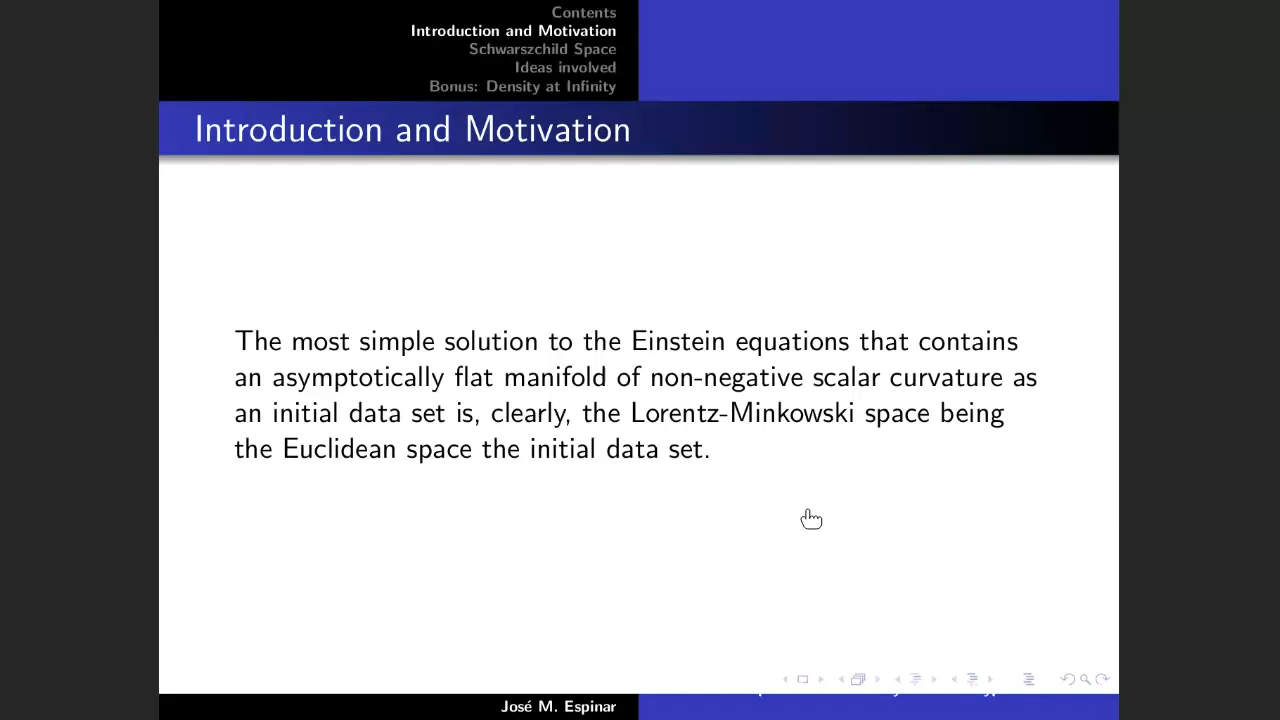 Contents
Introduction and Motivation
Schwarszchild Space
Ideas involved
Bonus: Density at Infinity
Introduction and Motivation
The most simple solution to the Einstein equations that contains
an asymptotically flat manifold of non-negative scalar curvature as
an initial data set is, clearly, the Lorentz-Minkowski space being
the Euclidean space the initial data set.
José M. Espinar